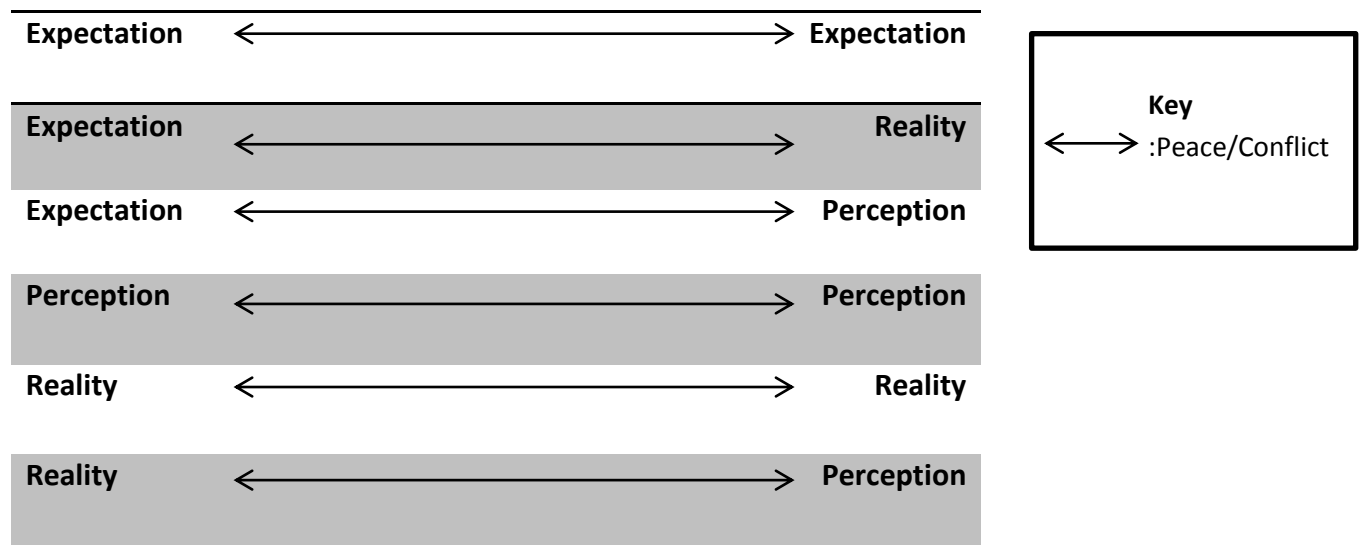 Expectation Expectation
Expectation Reality
Expectation Perception
Perception Perception
Reality Reality
Reality Perception
Key
:Peace/Conflict